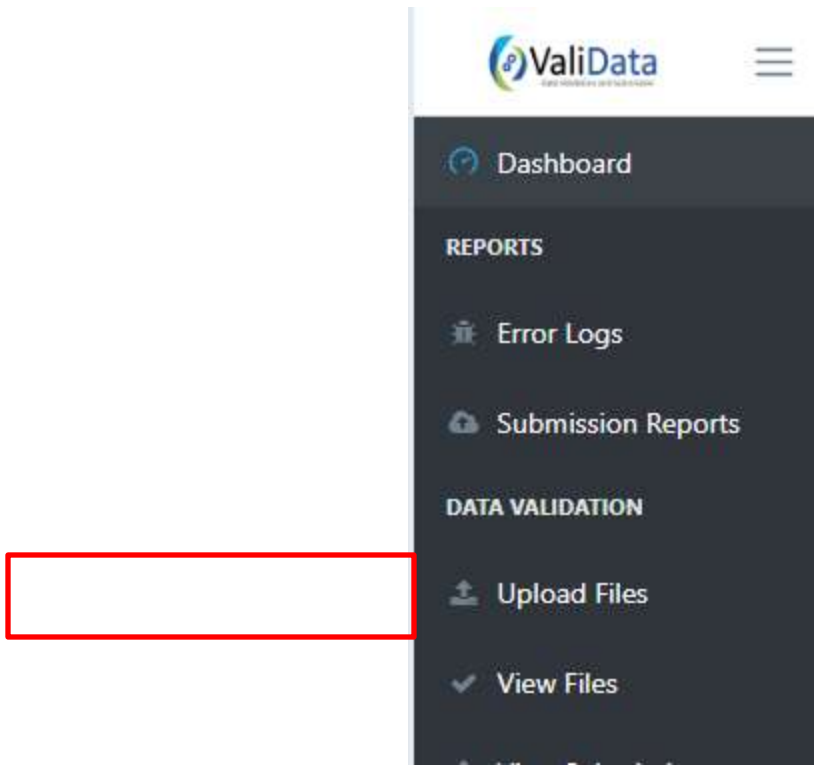 ValiData
Dashboard
REPORTS
Error Logs
Submission Reports
DATA VALIDATION
Upload Files
View Files